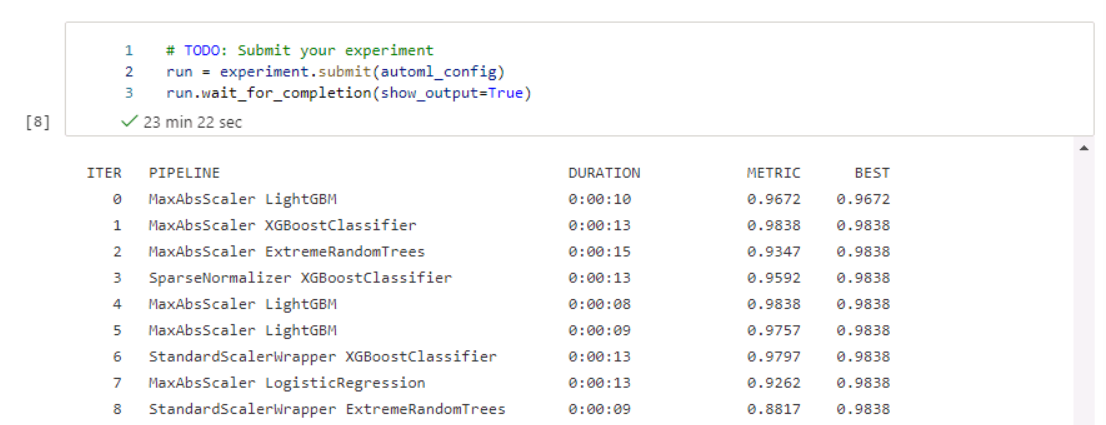 1 # TODO: Submit your experiment
2 run = experiment.submit(automl_config)
3 run.wait_for_completion(show_output=True)
[8] ✓ 23 min 22 sec
ITER PIPELINE DURATION METRIC BEST
0 MaxAbsScaler LightGBM 0:00:10 0.9672 0.9672
1 MaxAbsScaler XGBoostClassifier 0:00:13 0.9838 0.9838
2 MaxAbsScaler ExtremeRandomTrees 0:00:15 0.9347 0.9838
3 SparseNormalizer XGBoostClassifier 0:00:13 0.9592 0.9838
4 MaxAbsScaler LightGBM 0:00:08 0.9838 0.9838
5 MaxAbsScaler LightGBM 0:00:09 0.9757 0.9838
6 StandardScalerWrapper XGBoostClassifier 0:00:13 0.9797 0.9838
7 MaxAbsScaler LogisticRegression 0:00:13 0.9262 0.9838
8 StandardScalerWrapper ExtremeRandomTrees 0:00:09 0.8817 0.9838